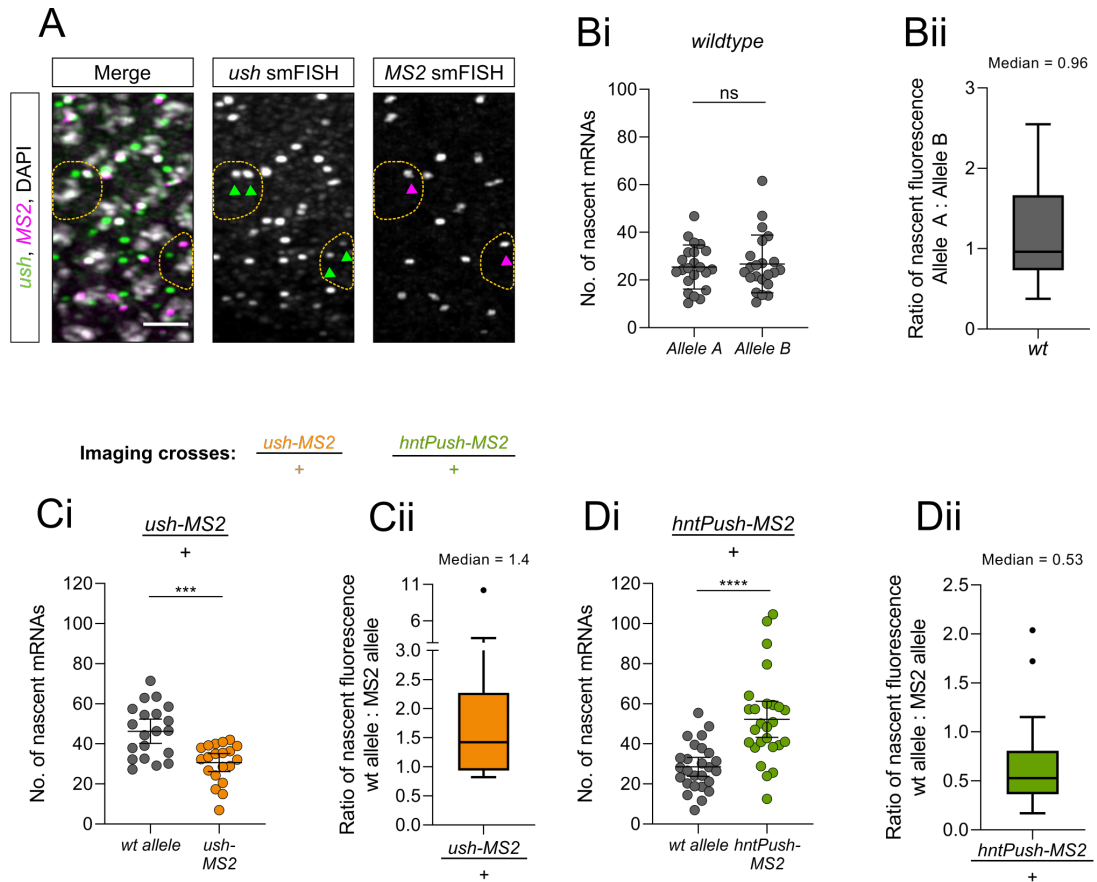 A
Merge
ush smFISH
MS2 smFISH
ush, MS2, DAPI
Bi
wildtype
ns
No. of nascent mRNAs
100
80
60
40
20
0
Allele A
Allele B
Bii
Median = 0.96
Ratio of nascent fluorescence
Allele A : Allele B
3
2
1
0
wt
Imaging crosses:
ush-MS2
+
hntPush-MS2
+
Ci
ush-MS2
+
***
No. of nascent mRNAs
120
100
80
60
40
20
0
wt allele
ush-
MS2
Cii
Median = 1.4
Ratio of nascent fluorescence
wt allele : MS2 allele
11
6
3.0
2.5
2.0
1.5
1.0
0.5
0.0
ush-MS2
+
Di
hntPush-MS2
+
****
No. of nascent mRNAs
120
100
80
60
40
20
0
wt allele
hntPush-
MS2
Dii
Median = 0.53
Ratio of nascent fluorescence
wt allele : MS2 allele
2.5
2.0
1.5
1.0
0.5
0.0
hntPush-MS2
+